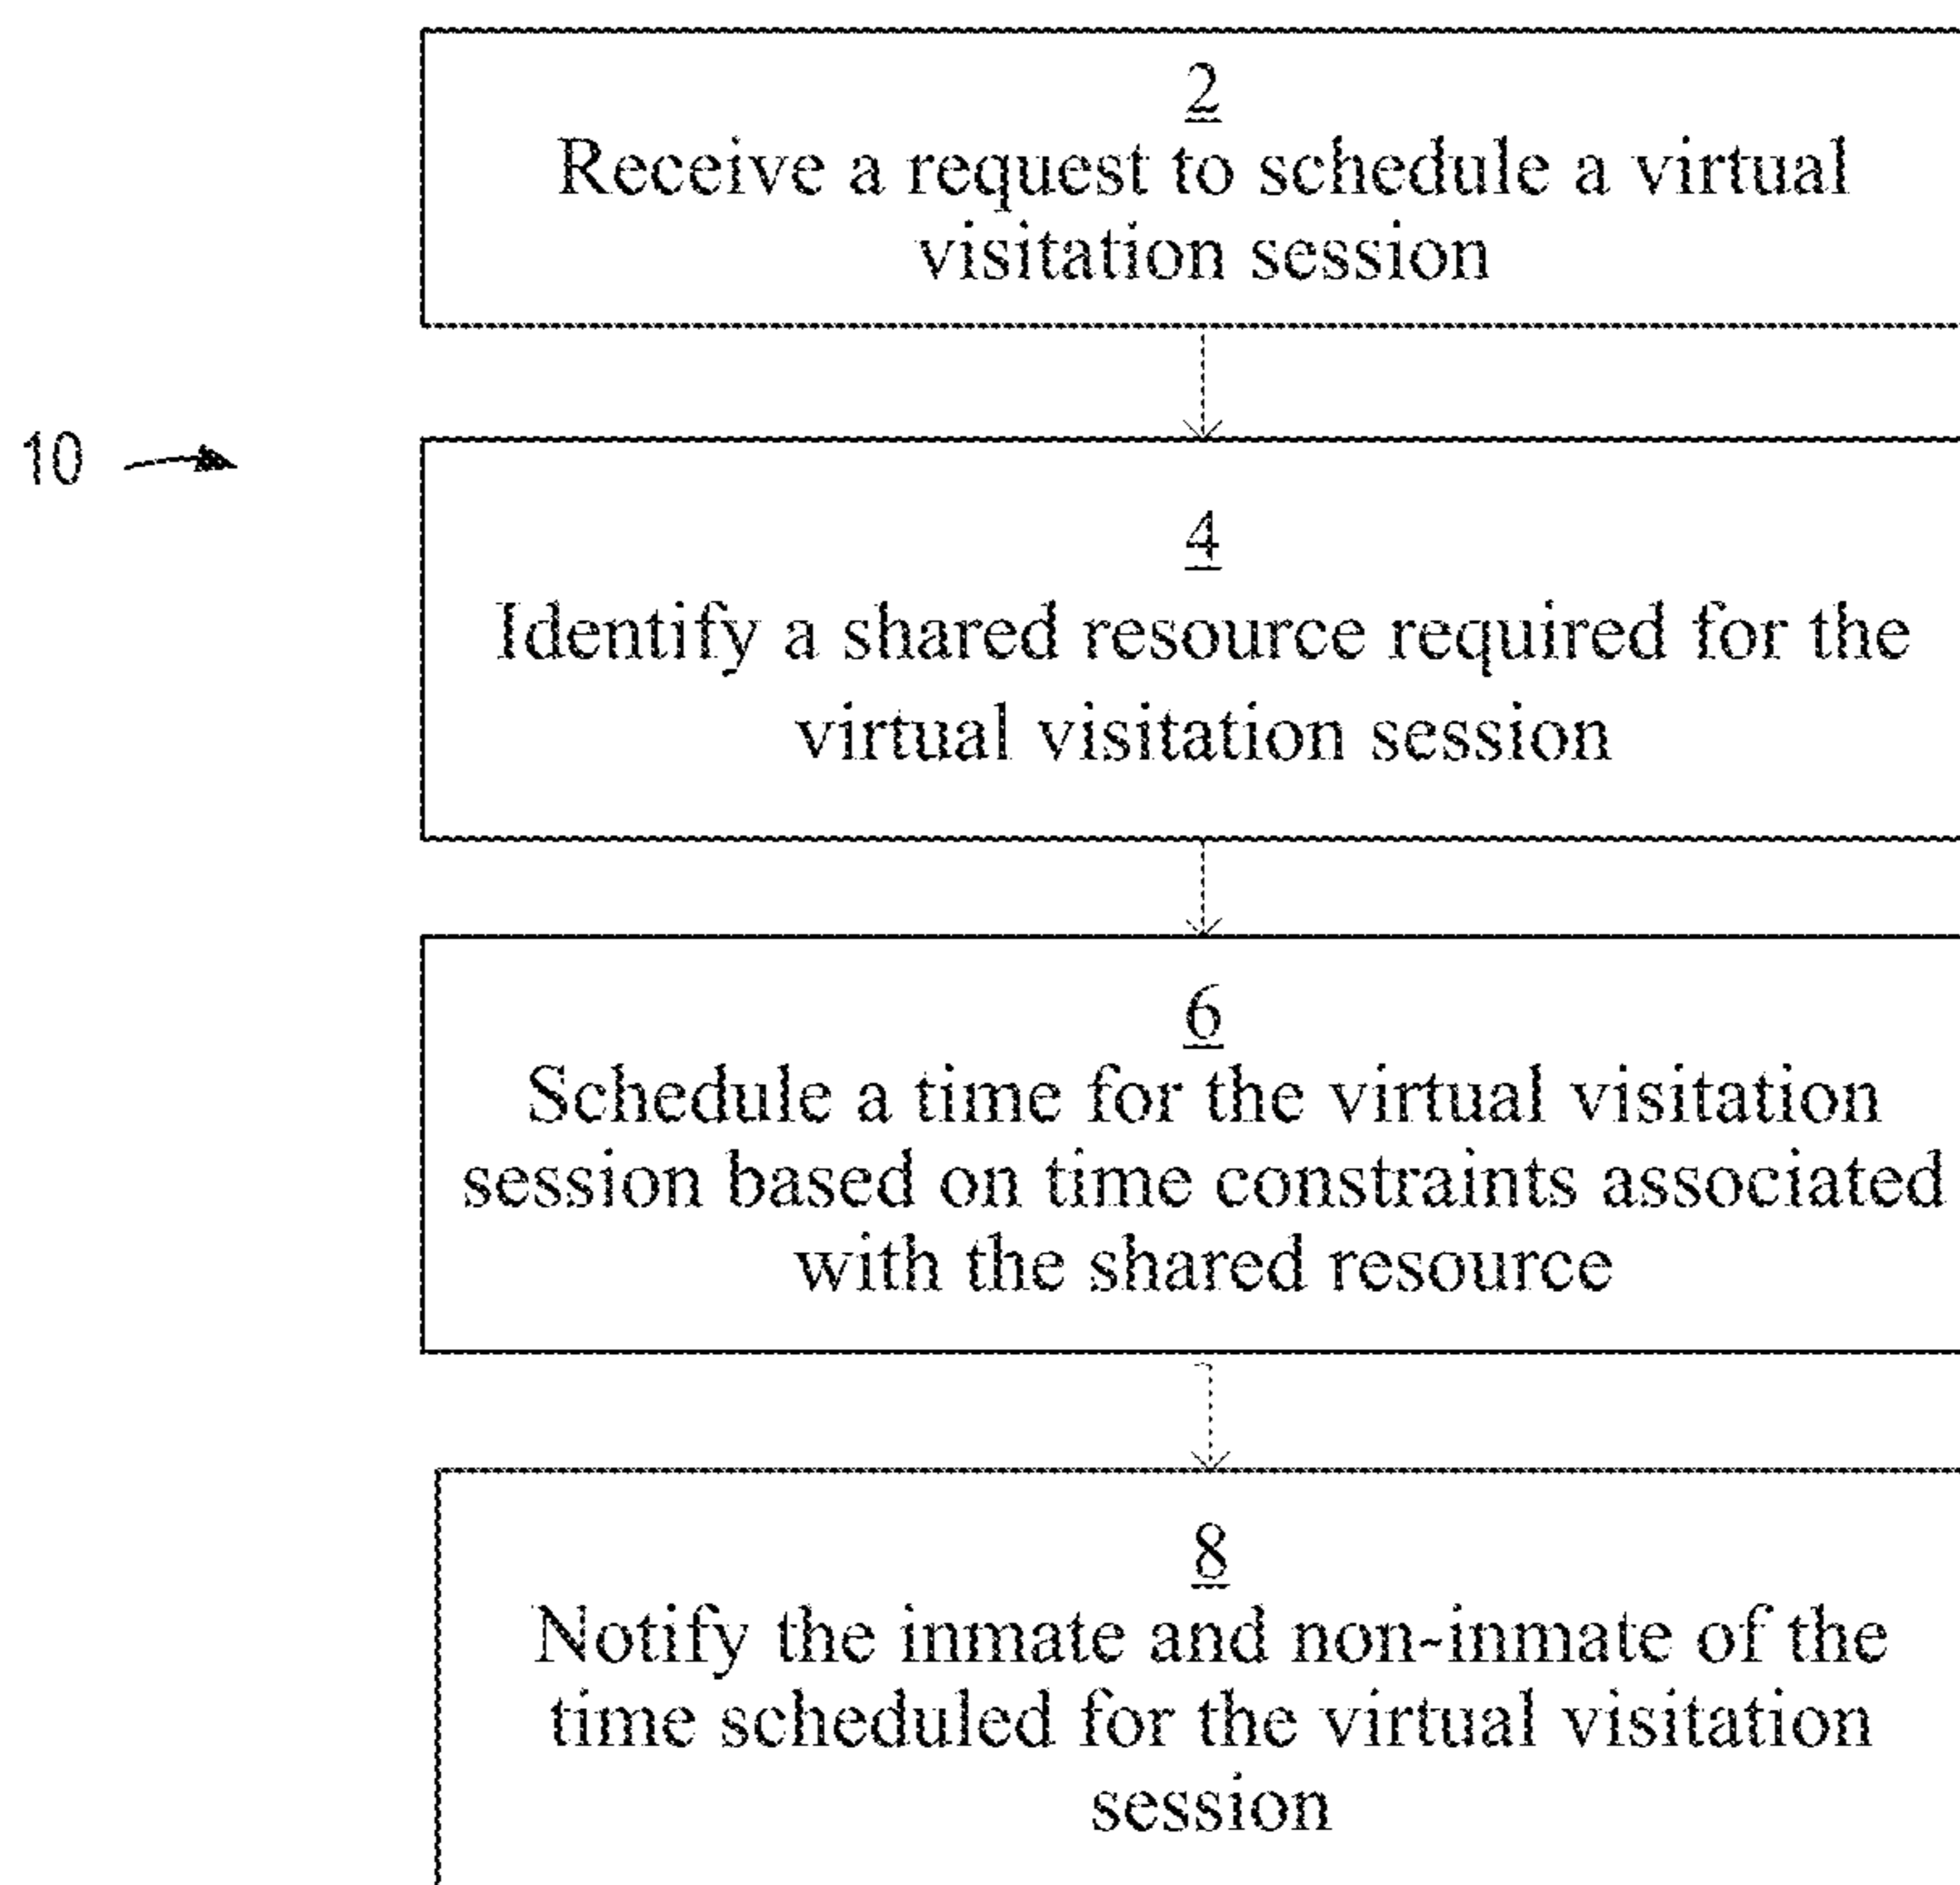 2
Receive a request to schedule a virtual
visitation session
10
4
Identify a shared resource required for the
virtual visitation session
6
Schedule a time for the virtual visitation
session based on time constraints associated
with the shared resource
8
Notify the inmate and non-inmate of the
time scheduled for the virtual visitation
session